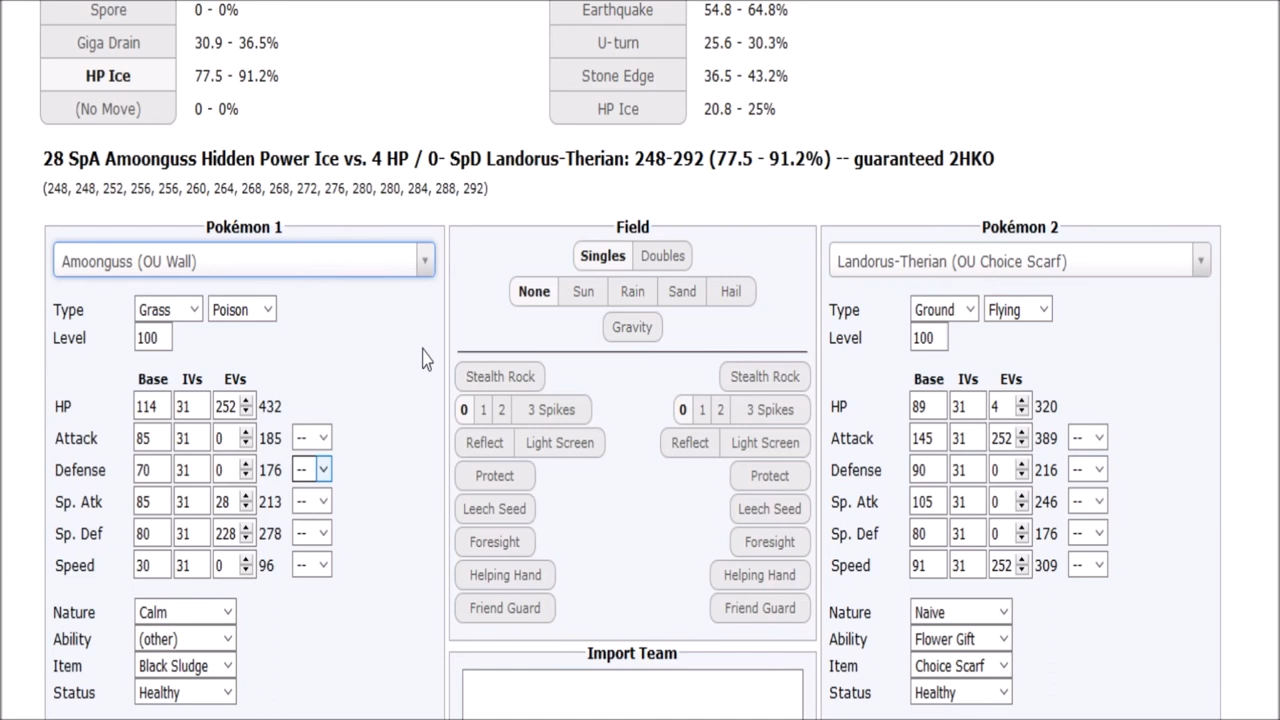 Spore 0 - 0% Earthquake 54.8 - 64.8%
Giga Drain 30.9 - 36.5% U-turn 25.6 - 30.3%
HP Ice 77.5 - 91.2% Stone Edge 36.5 - 43.2%
(No Move) 0 - 0% HP Ice 20.8 - 25%
28 SpA Amoonguss Hidden Power Ice vs. 4 HP / 0- SpD Landorus-Therian: 248-292 (77.5 - 91.2%) -- guaranteed 2HKO
(248, 248, 252, 256, 256, 260, 264, 268, 268, 272, 276, 280, 280, 284, 288, 292)
Pokémon 1
Amoonguss (OU Wall)
Type Grass Poison
Level 100
Base IVs EVs
HP 114 31 252 432
Attack 85 31 0 185 --
Defense 70 31 0 176 --
Sp. Atk 85 31 28 213 --
Sp. Def 80 31 228 278 --
Speed 30 31 0 96 --
Nature Calm
Ability (other)
Item Black Sludge
Status Healthy
Field
Singles Doubles
None Sun Rain Sand Hail
Gravity
Stealth Rock Stealth Rock
0 1 2 3 Spikes 0 1 2 3 Spikes
Reflect Light Screen Reflect Light Screen
Protect Protect
Leech Seed Leech Seed
Foresight Foresight
Helping Hand Helping Hand
Friend Guard Friend Guard
Import Team
Pokémon 2
Landorus-Therian (OU Choice Scarf)
Type Ground Flying
Level 100
Base IVs EVs
HP 89 31 4 320
Attack 145 31 252 389 --
Defense 90 31 0 216 --
Sp. Atk 105 31 0 246 --
Sp. Def 80 31 0 176 --
Speed 91 31 252 309 --
Nature Naive
Ability Flower Gift
Item Choice Scarf
Status Healthy